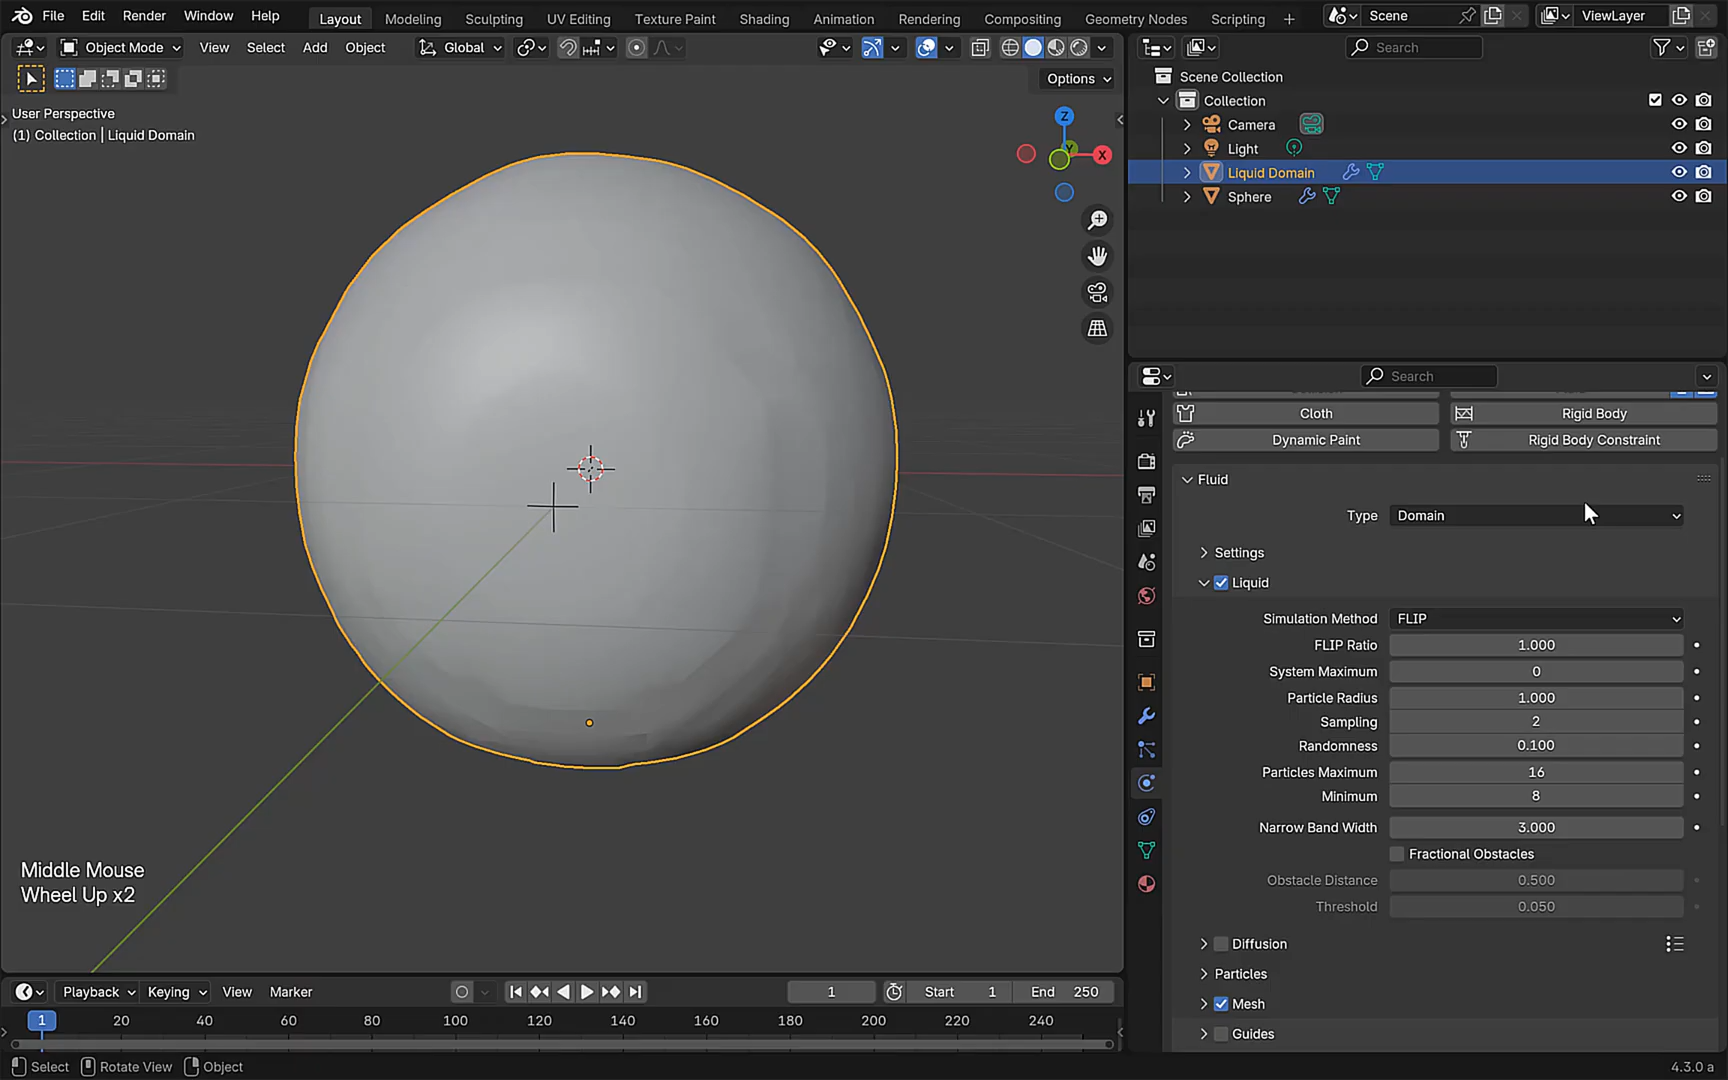 File Edit Render Window Help Layout Modeling Sculpting UV Editing Texture Paint Shading Animation Rendering Compositing Geometry Nodes Scripting + Scene ViewLayer
Object Mode View Select Add Object Global
Search
Options
User Perspective
(1) Collection | Liquid Domain
Z
X
Middle Mouse
Wheel Up x2
Scene Collection
Collection
Camera
Light
Liquid Domain
Sphere
Search
Cloth Rigid Body
Dynamic Paint Rigid Body Constraint
Fluid
Type Domain
Settings
Liquid
Simulation Method FLIP
FLIP Ratio 1.000
System Maximum 0
Particle Radius 1.000
Sampling 2
Randomness 0.100
Particles Maximum 16
Minimum 8
Narrow Band Width 3.000
Fractional Obstacles
Obstacle Distance 0.500
Threshold 0.050
Diffusion
Particles
Mesh
Guides
Playback Keying View Marker 1 Start 1 End 250
1 20 40 60 80 100 120 140 160 180 200 220 240
Select Rotate View Object 4.3.0 a